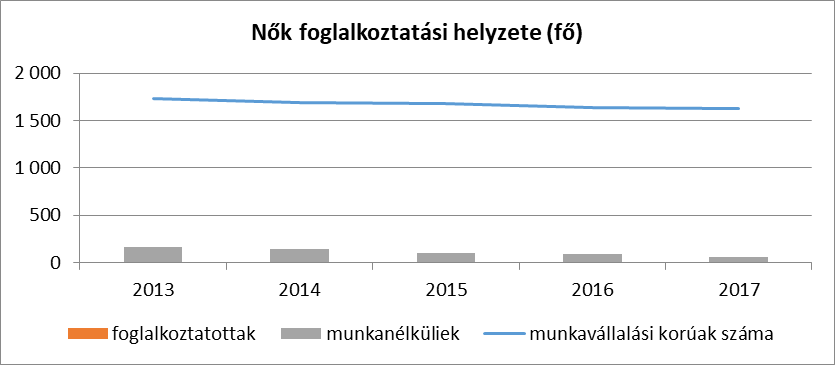 Nők foglalkoztatási helyzete (fő)
2 000
1 500
1 000
500
0
2013 2014 2015 2016 2017
foglalkoztatottak munkanélküliek munkavállalási korúak száma